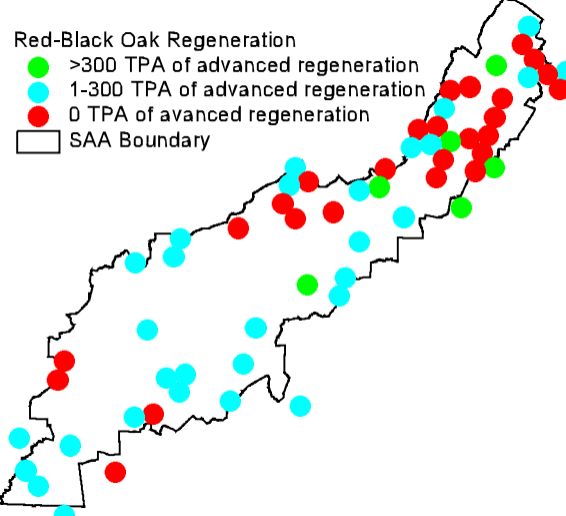 Red-Black Oak Regeneration
>300 TPA of advanced regeneration
1-300 TPA of advanced regeneration
0 TPA of avanced regeneration
SAA Boundary